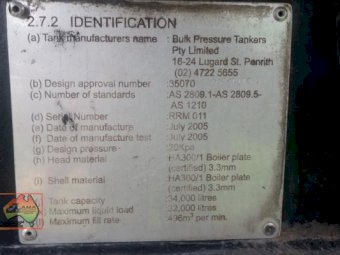 2.7.2 IDENTIFICATION
(a) Tank manufacturers name : Bulk Pressure Tankers
Pty Limited
16-24 Lugard St. Penrith
(02) 4722 5655
(b) Design approval number : 35070
(c) Number of standards : AS 2809.1-AS 2809.5-
AS 1210
(d) Serial Number : RRM 011
(e) Date of manufacture : July 2005
(f) Date of manufacture test : July 2005
(g) Design pressure : 20Kpa
(h) Head material : HA300/1 Boiler plate
(certified) 3.3mm
(i) Shell material : HA300/1 Boiler plate
(certified) 3.3mm
Tank capacity : 34,000 litres
Maximum liquid load : 32,000 litres
Maximum fill rate : 496m³ per min.